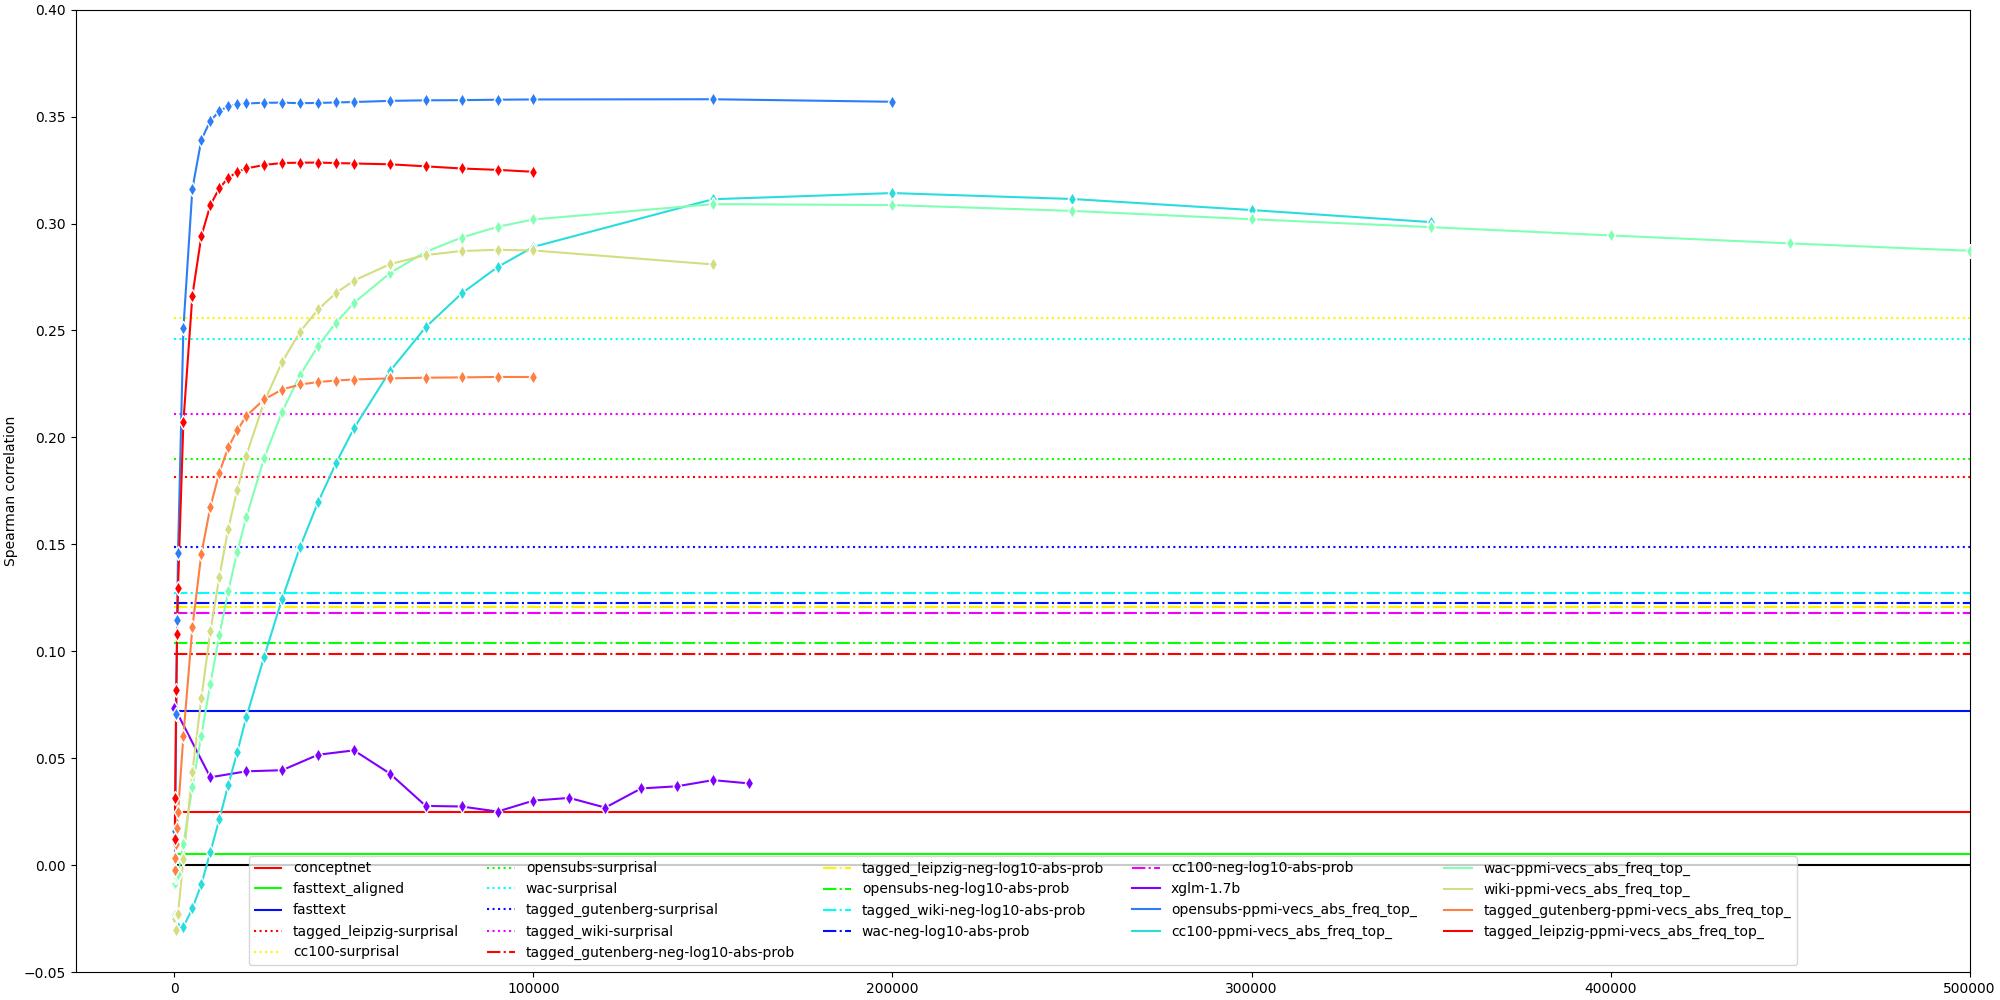 0.40
0.35
0.30
0.25
0.20
0.15
0.10
0.05
0.00
−0.05
Spearman correlation
0
100000
200000
300000
400000
500000
conceptnet
fasttext_aligned
fasttext
tagged_leipzig-surprisal
cc100-surprisal
opensubs-surprisal
wac-surprisal
tagged_gutenberg-surprisal
tagged_wiki-surprisal
tagged_gutenberg-neg-log10-abs-prob
tagged_leipzig-neg-log10-abs-prob
opensubs-neg-log10-abs-prob
tagged_wiki-neg-log10-abs-prob
wac-neg-log10-abs-prob
cc100-neg-log10-abs-prob
xglm-1.7b
opensubs-ppmi-vecs_abs_freq_top_
cc100-ppmi-vecs_abs_freq_top_
wac-ppmi-vecs_abs_freq_top_
wiki-ppmi-vecs_abs_freq_top_
tagged_gutenberg-ppmi-vecs_abs_freq_top_
tagged_leipzig-ppmi-vecs_abs_freq_top_